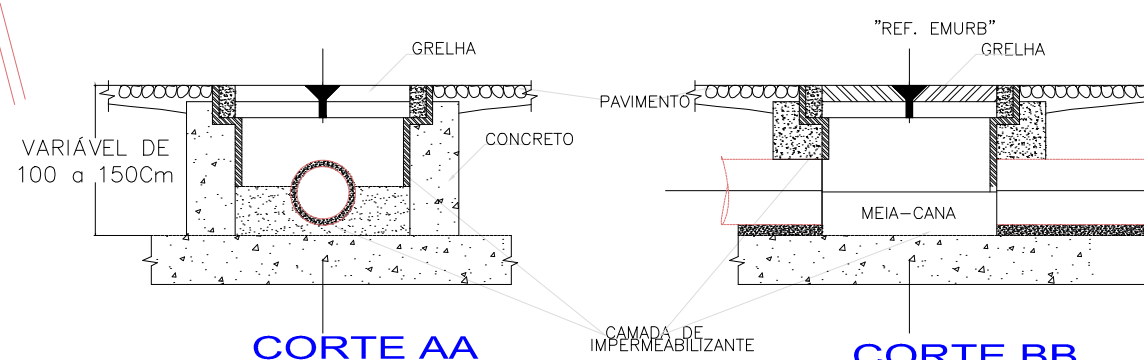 "REF. EMURB"
GRELHA
GRELHA
PAVIMENTO
CONCRETO
VARIÁVEL DE
100 a 150Cm
MEIA-CANA
CAMADA DE
IMPERMEABILIZANTE
CORTE AA
CORTE BB